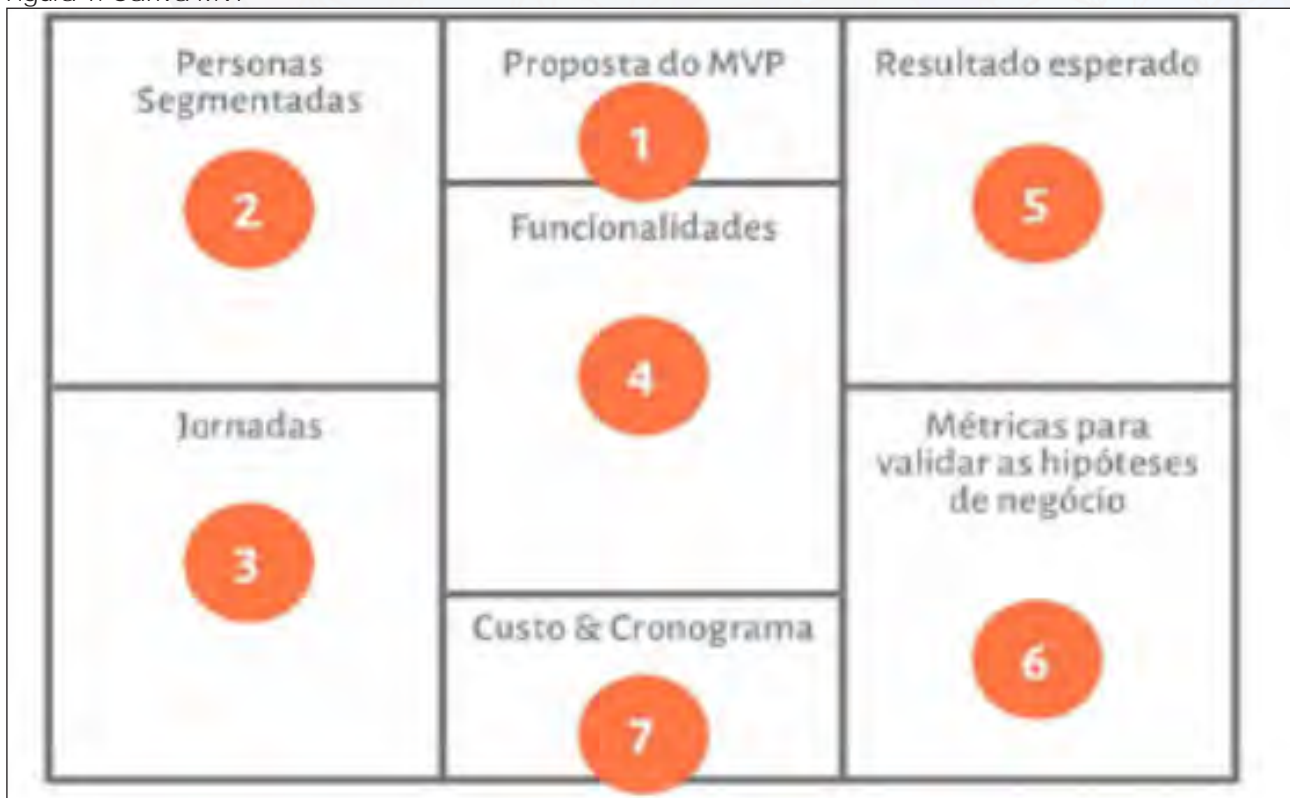 Personas
Segmentadas
2
Proposta do MVP
1
Resultado esperado
5
Funcionalidades
4
Jornadas
3
Métricas para
validar as hipóteses
de negócio
6
Custo & Cronograma
7